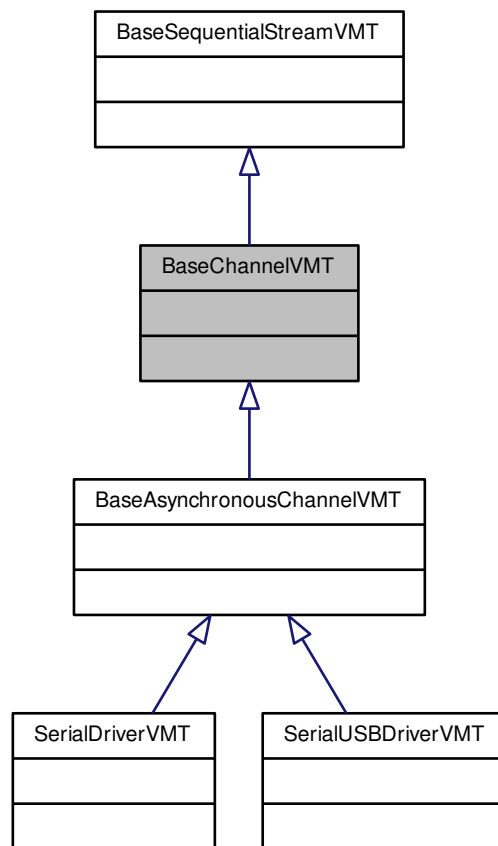 BaseSequentialStreamVMT
BaseChannelVMT
BaseAsynchronousChannelVMT
SerialDriverVMT
SerialUSBDriverVMT